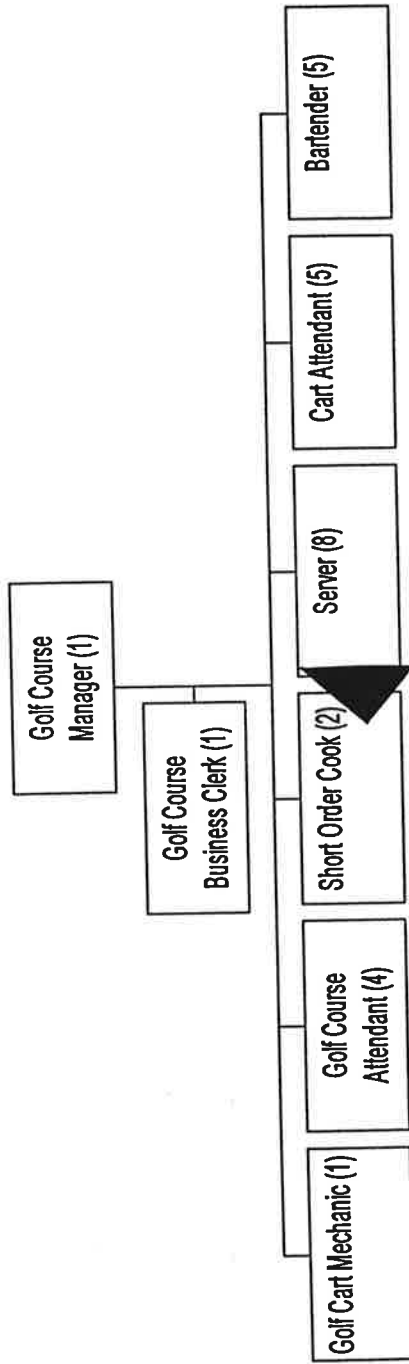 Golf Course
Manager (1)
Golf Course
Business Clerk (1)
Golf Cart Mechanic (1)
Golf Course
Attendant (4)
Short Order Cook (2)
Server (8)
Cart Attendant (5)
Bartender (5)